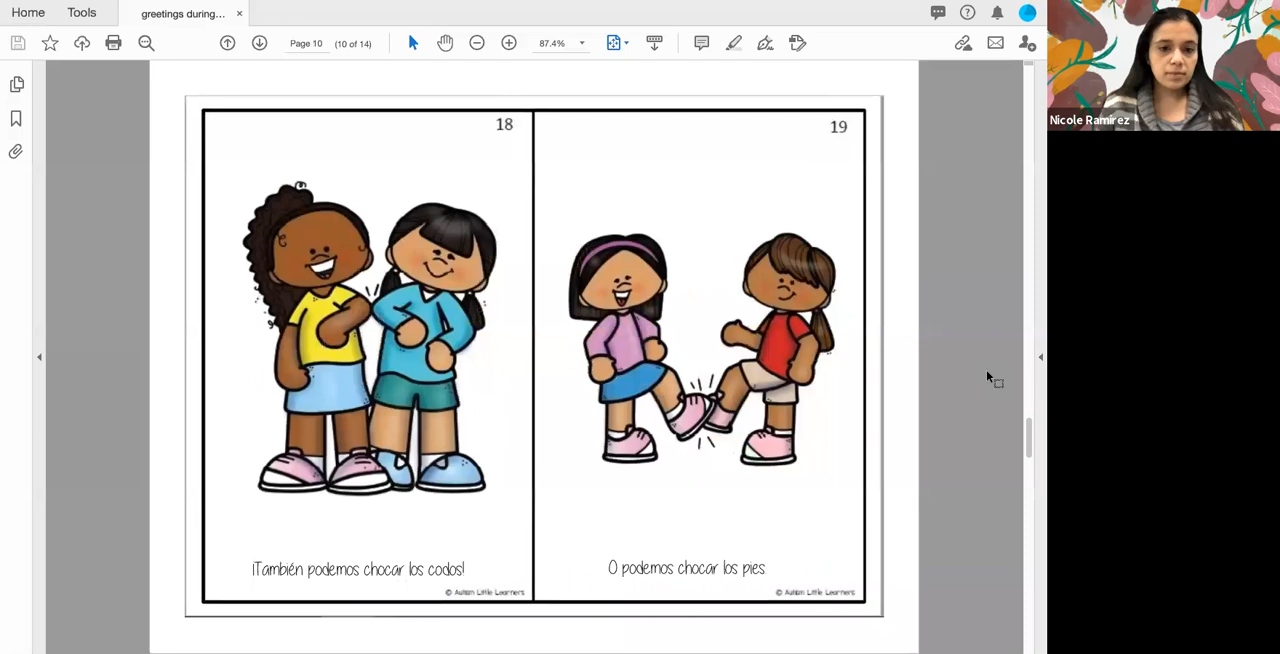 Home
Tools
greetings during...
Page 10
(10 of 14)
87.4%
Nicole Ramirez
18
19
¡También podemos chocar los codos!
O podemos chocar los pies
© Autism Little Learners
© Autism Little Learners